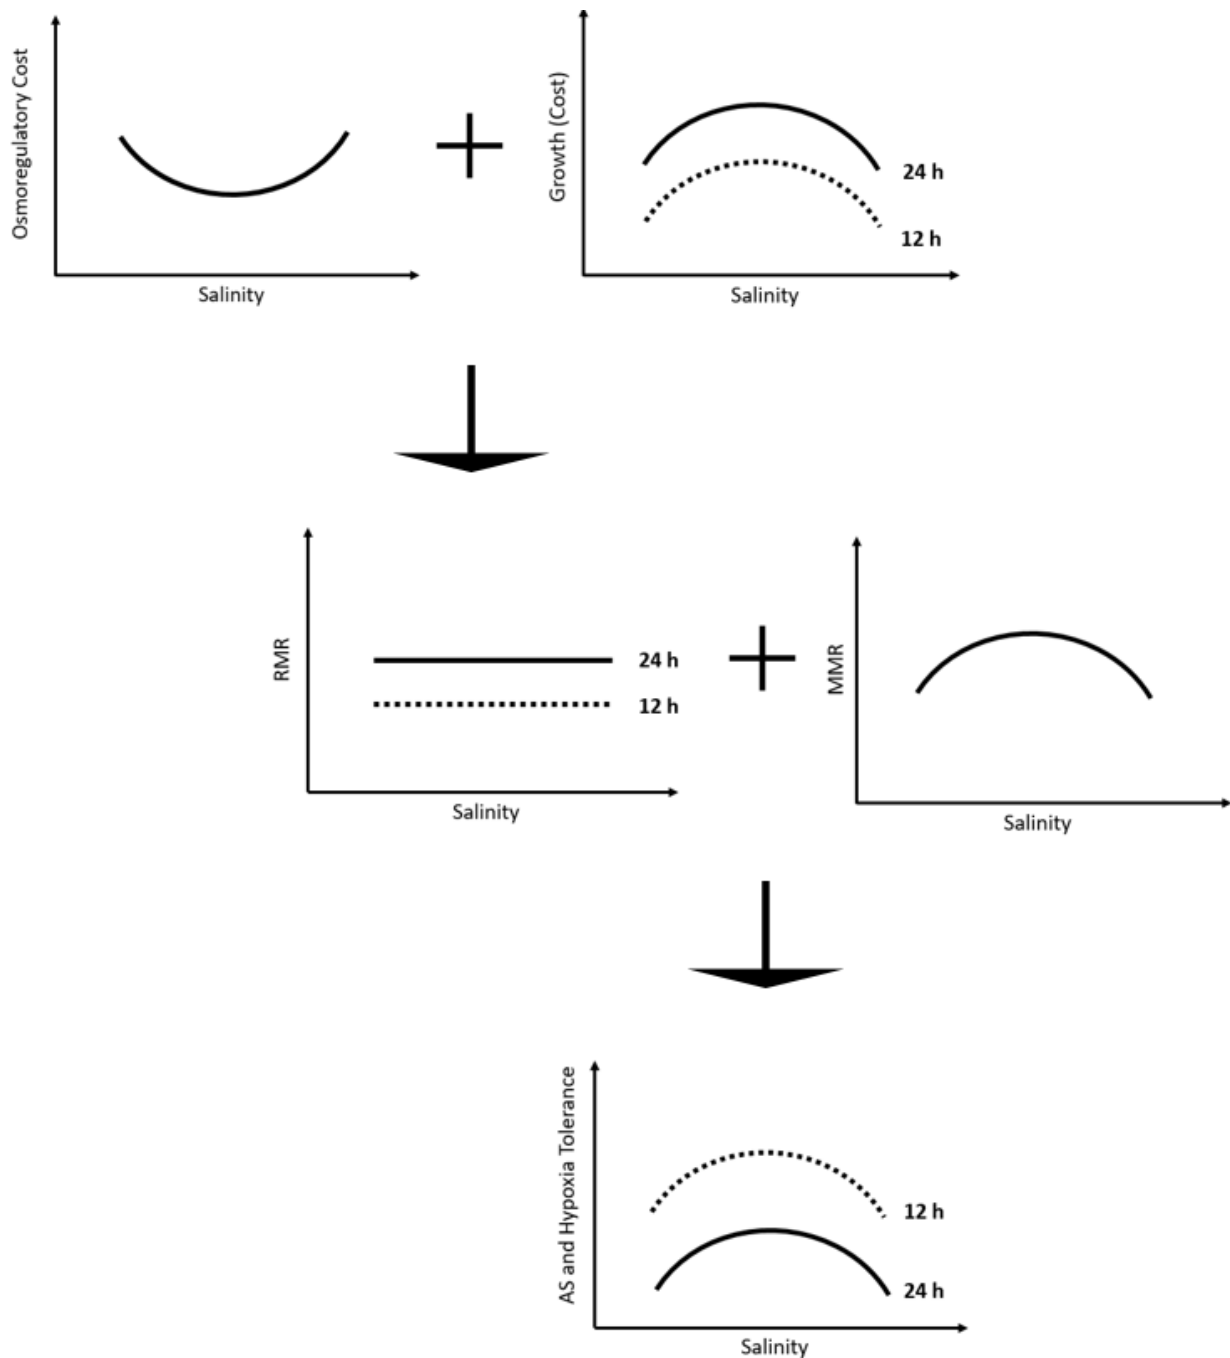 Osmoregulatory Cost
Salinity
Growth (Cost)
24 h
12 h
Salinity
RMR
24 h
12 h
Salinity
MMR
Salinity
AS and Hypoxia Tolerance
12 h
24 h
Salinity